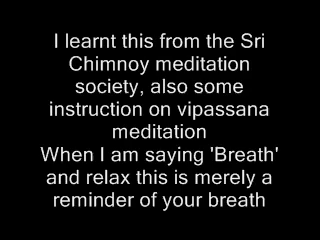 I learnt this from the Sri
Chimnoy meditation
society, also some
instruction on vipassana
meditation
When I am saying 'Breath'
and relax this is merely a
reminder of your breath